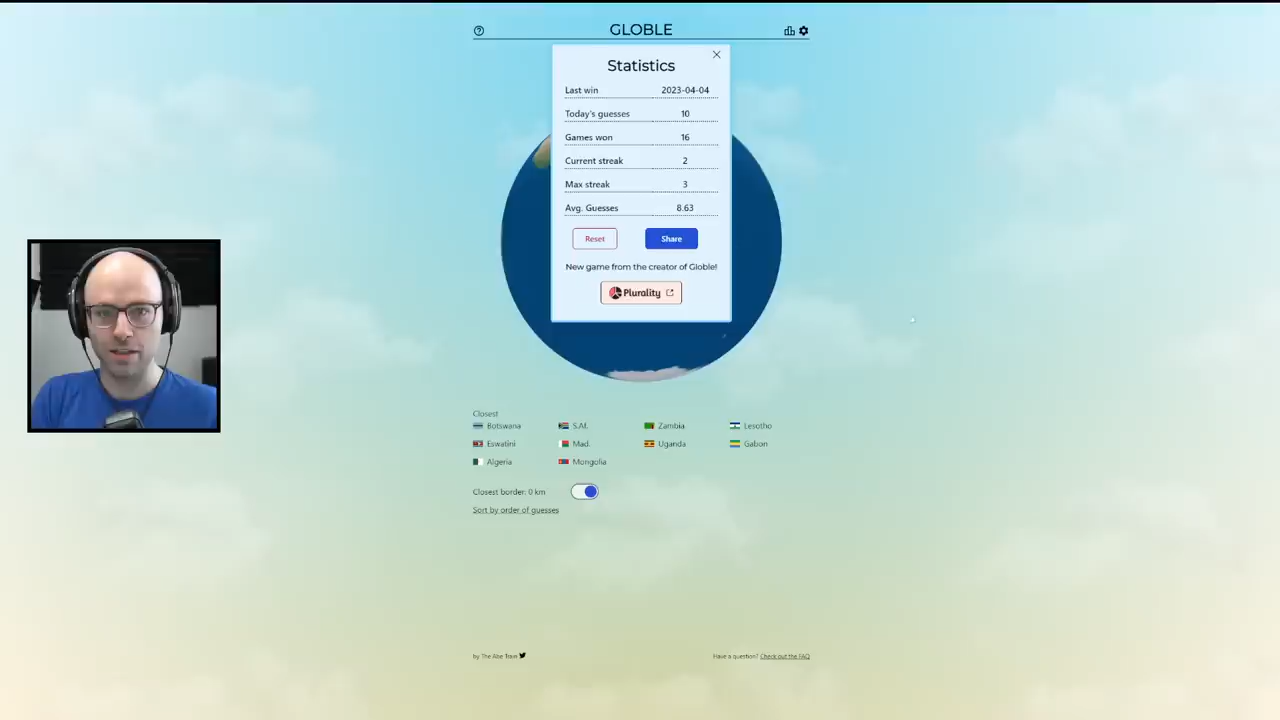 GLOBLE
Statistics
Last win 2023-04-04
Today's guesses 10
Games won 16
Current streak 2
Max streak 3
Avg. Guesses 8.63
Reset Share
New game from the creator of Globle!
Plurality
Closest
Botswana S.Af. Zambia Lesotho
Eswatini Mad. Uganda Gabon
Algeria Mongolia
Closest border: 0 km
Sort by order of guesses
by The Abe Train Have a question? Check out the FAQ